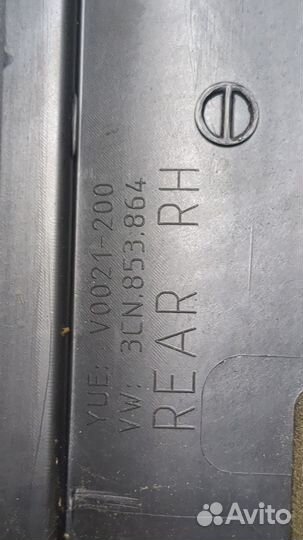 YUE: V0021-200
VW: 3CN.853.864
REAR RH
Avito